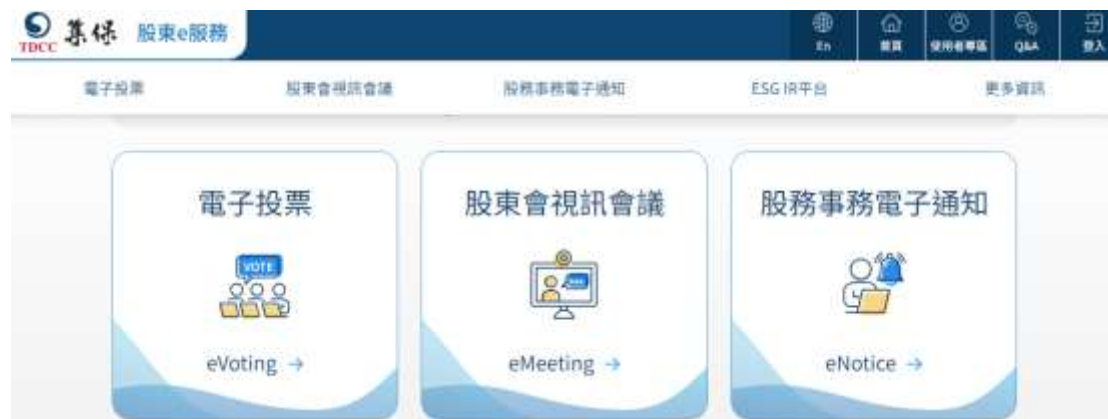 TDCC 集保 股東e服務
En 首頁 使用者專區 Q&A 登入
電子投票 股東會視訊會議 股務事務電子通知 ESG IR平台 更多資訊
電子投票 股東會視訊會議 股務事務電子通知
VOTE
eVoting → eMeeting → eNotice →